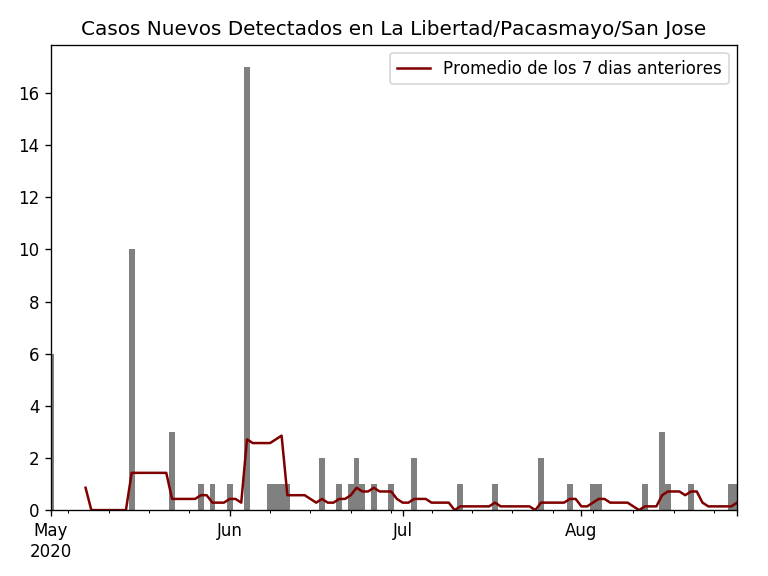 Casos Nuevos Detectados en La Libertad/Pacasmayo/San Jose
Promedio de los 7 dias anteriores
16
14
12
10
8
6
4
2
0
May
2020
Jun
Jul
Aug